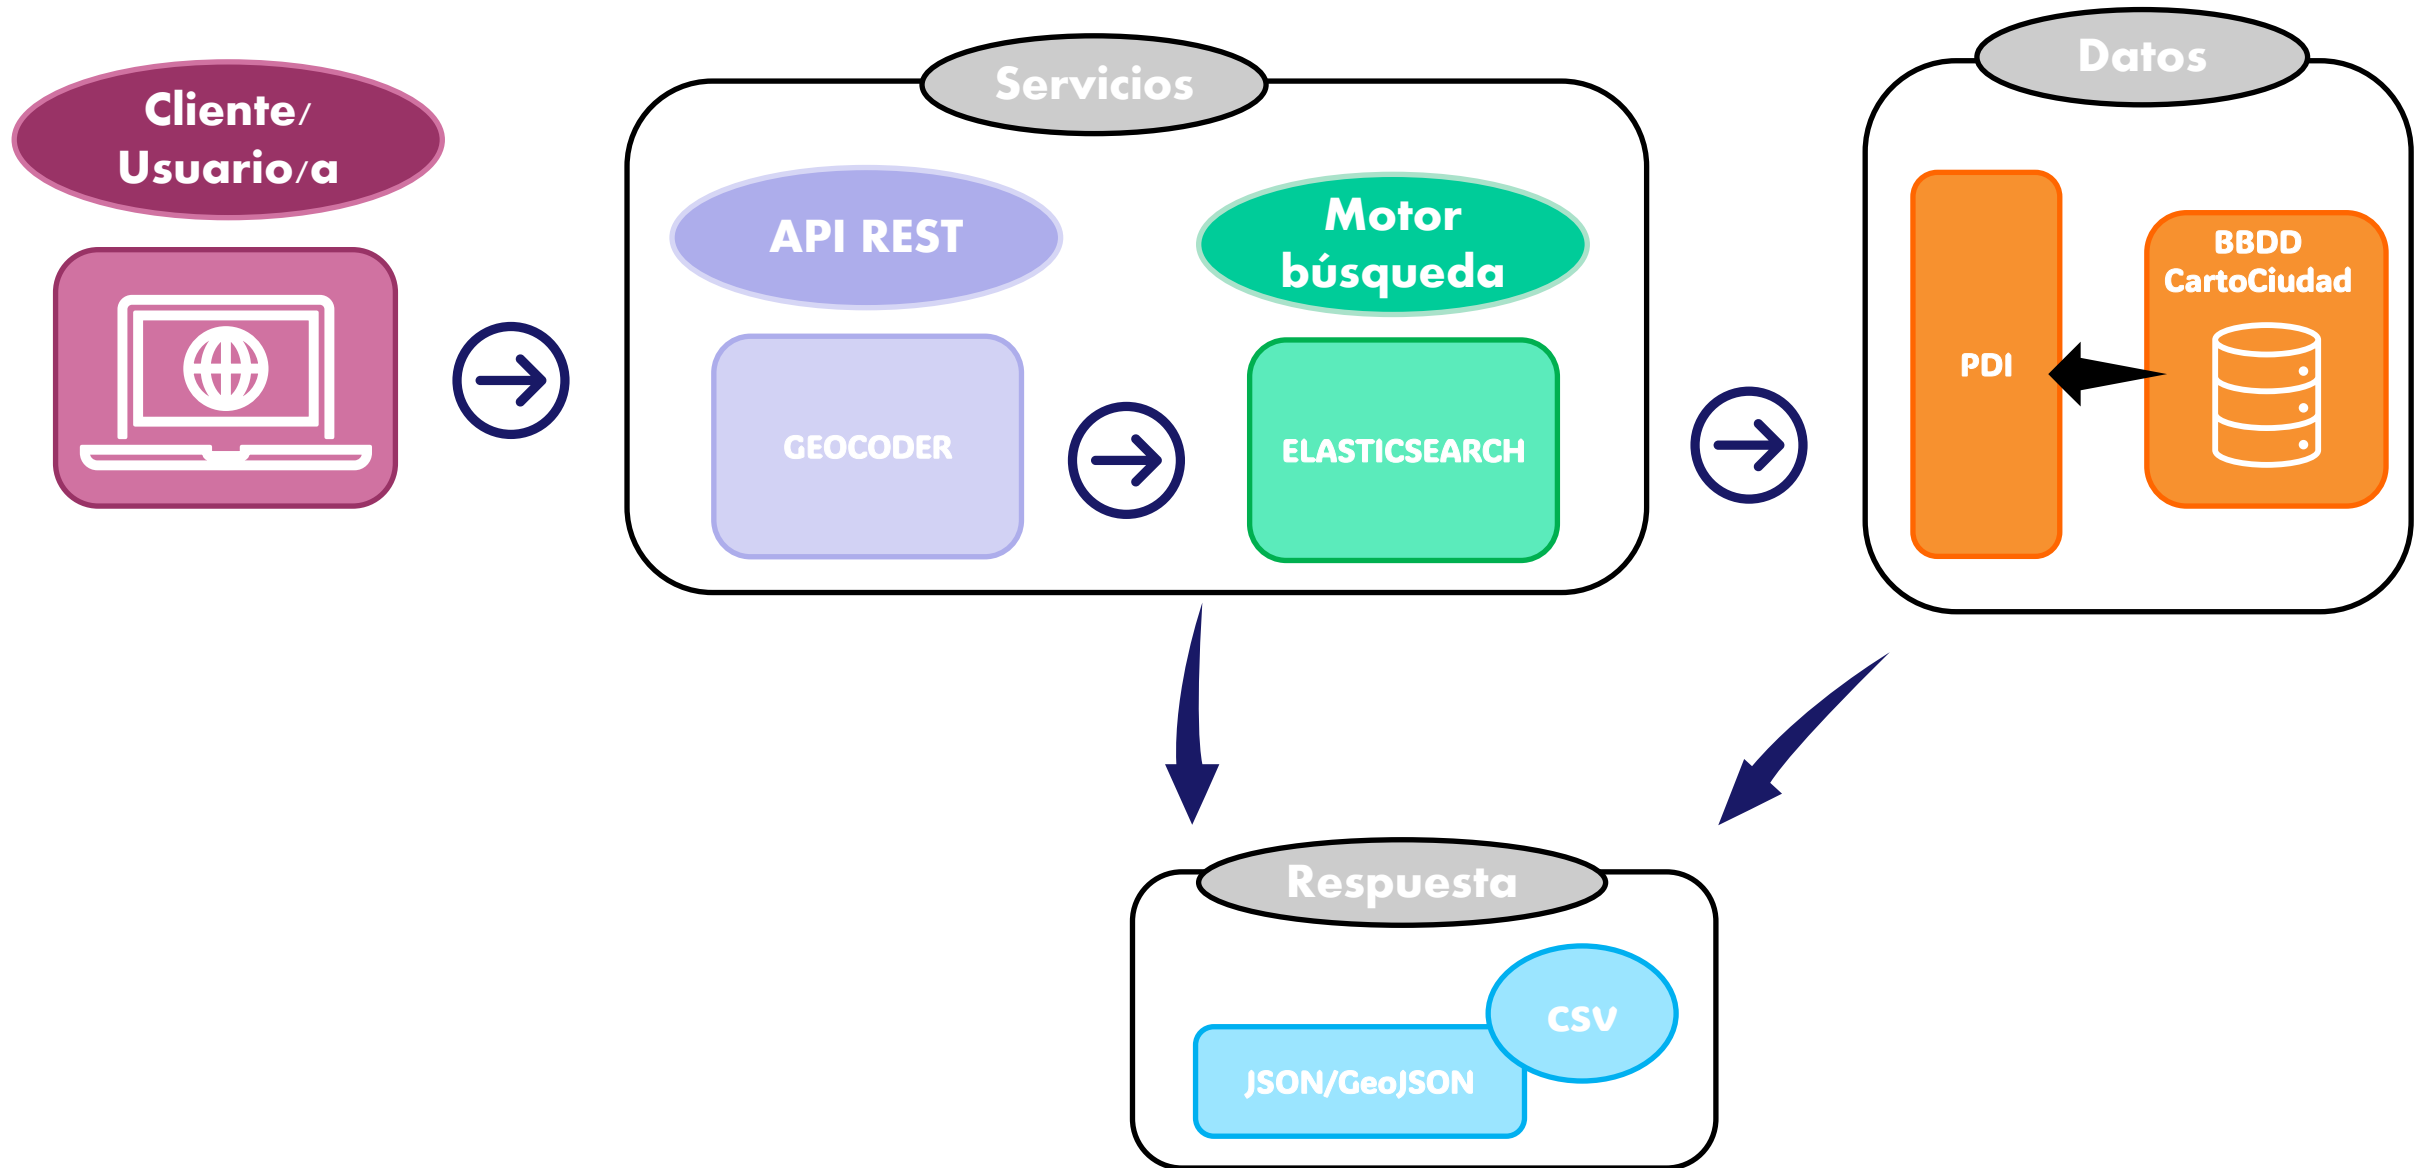 Cliente/
Usuario/a
Servicios
API REST
GEOCODER
Motor
búsqueda
ELASTICSEARCH
Datos
PDI
BBDD
CartoCiudad
Respuesta
CSV
JSON/GeoJSON